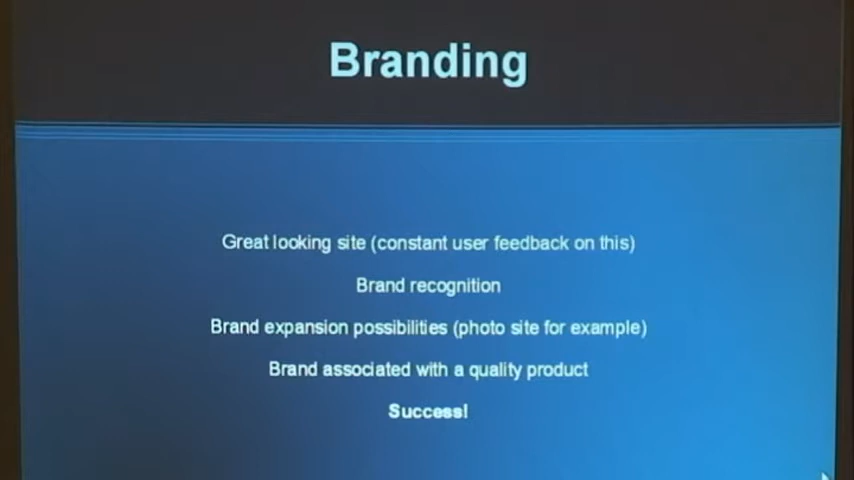 Branding
Great looking site (constant user feedback on this)
Brand recognition
Brand expansion possibilities (photo site for example)
Brand associated with a quality product
Success!